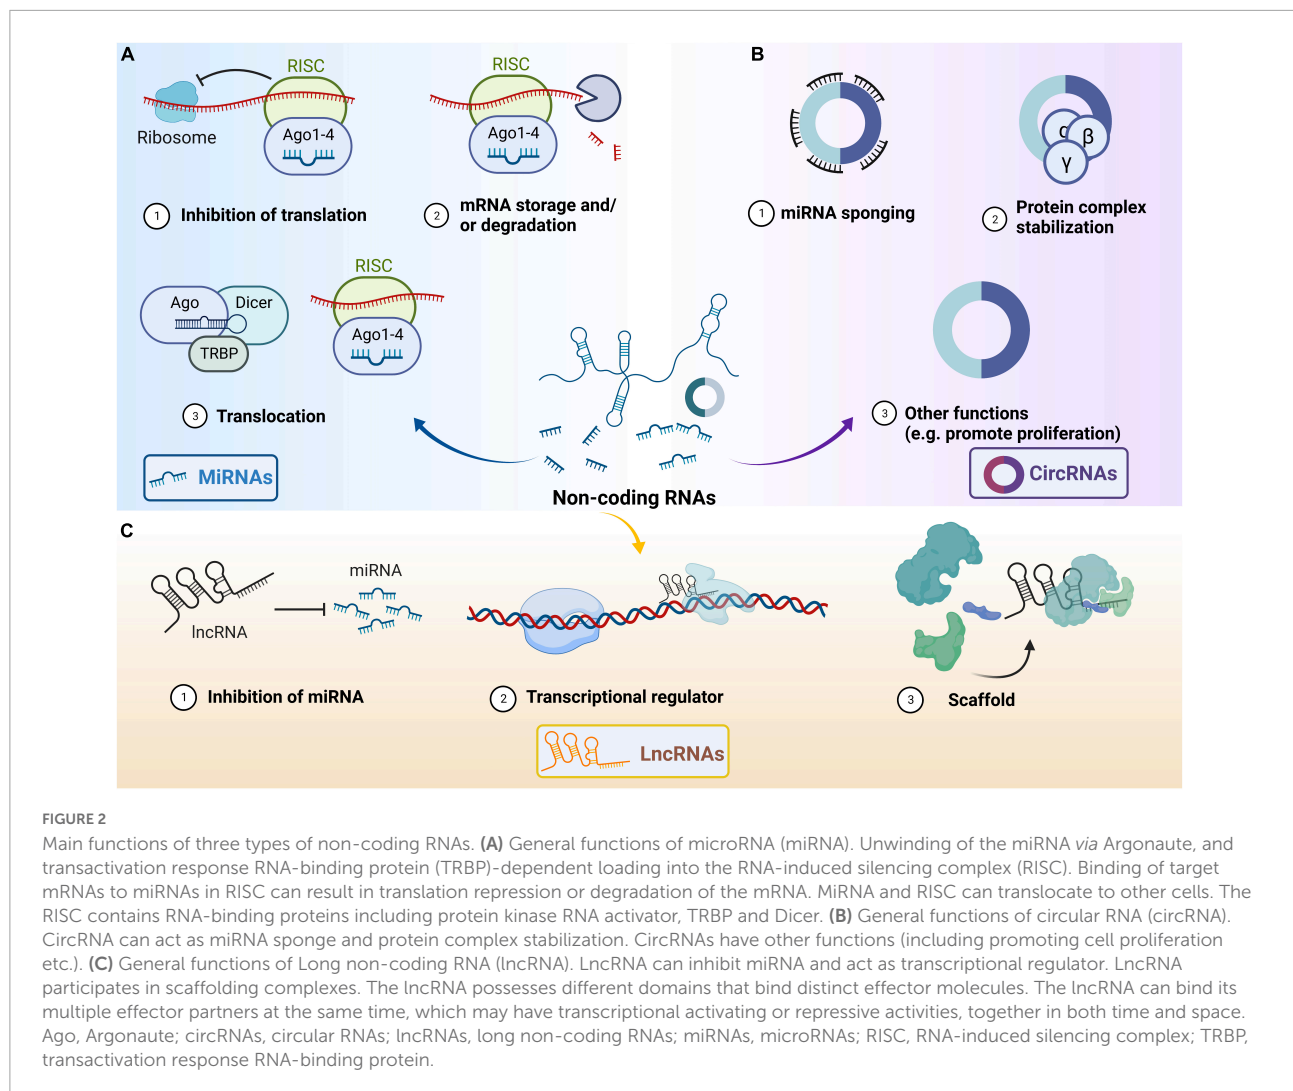 A
RISC
Ribosome
Ago1-4
1 Inhibition of translation
RISC
Ago1-4
2 mRNA storage and/
or degradation
Ago
Dicer
TRBP
RISC
Ago1-4
3 Translocation
MiRNAs
Non-coding RNAs
B
1 miRNA sponging
α
β
γ
2 Protein complex
stabilization
3 Other functions
(e.g. promote proliferation)
CircRNAs
C
lncRNA
miRNA
1 Inhibition of miRNA
2 Transcriptional regulator
3 Scaffold
LncRNAs
FIGURE 2
Main functions of three types of non-coding RNAs. (A) General functions of microRNA (miRNA). Unwinding of the miRNA via Argonaute, and
transactivation response RNA-binding protein (TRBP)-dependent loading into the RNA-induced silencing complex (RISC). Binding of target
mRNAs to miRNAs in RISC can result in translation repression or degradation of the mRNA. MiRNA and RISC can translocate to other cells. The
RISC contains RNA-binding proteins including protein kinase RNA activator, TRBP and Dicer. (B) General functions of circular RNA (circRNA).
CircRNA can act as miRNA sponge and protein complex stabilization. CircRNAs have other functions (including promoting cell proliferation
etc.). (C) General functions of Long non-coding RNA (lncRNA). LncRNA can inhibit miRNA and act as transcriptional regulator. LncRNA
participates in scaffolding complexes. The lncRNA possesses different domains that bind distinct effector molecules. The lncRNA can bind its
multiple effector partners at the same time, which may have transcriptional activating or repressive activities, together in both time and space.
Ago, Argonaute; circRNAs, circular RNAs; lncRNAs, long non-coding RNAs; miRNAs, microRNAs; RISC, RNA-induced silencing complex; TRBP,
transactivation response RNA-binding protein.